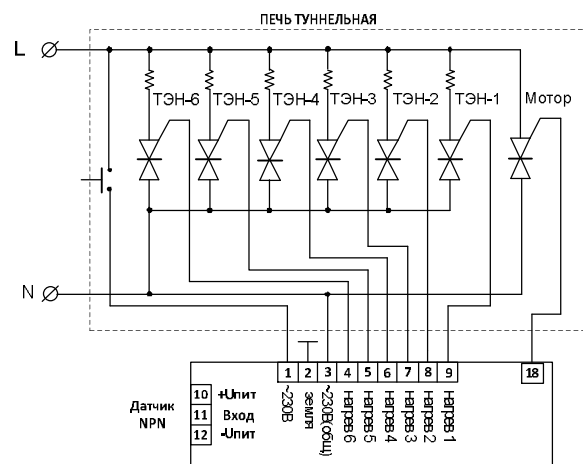 ПЕЧЬ ТУННЕЛЬНАЯ
L
ТЭН-6 ТЭН-5 ТЭН-4 ТЭН-3 ТЭН-2 ТЭН-1 Мотор
N
1 2 3 4 5 6 7 8 9 18
~230В
земля
~230В(общ)
нагрев 6
нагрев 5
нагрев 4
нагрев 3
нагрев 2
нагрев 1
Датчик
NPN
10 +Uпит
11 Вход
12 -Uпит